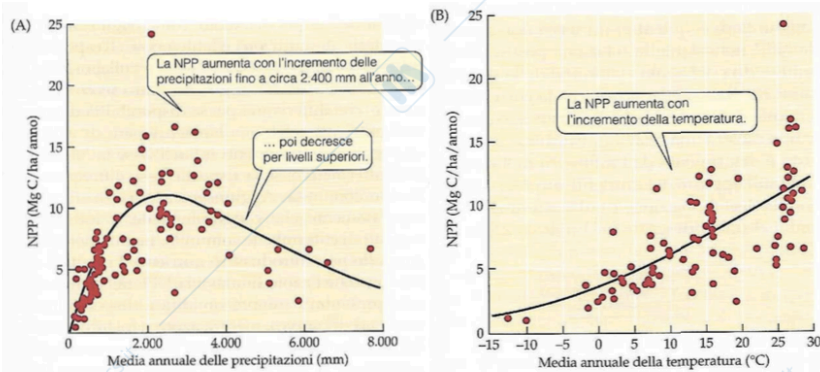 (A)
25
20
15
10
5
0
NPP (Mg C/ha/anno)
La NPP aumenta con l'incremento delle
precipitazioni fino a circa 2.400 mm all'anno…
… poi decresce
per livelli superiori.
2.000
4.000
6.000
8.000
Media annuale delle precipitazioni (mm)
(B)
25
20
15
10
5
0
NPP (Mg C/ha/anno)
La NPP aumenta con
l'incremento della temperatura.
−15
−10
−5
0
5
10
15
20
25
30
Media annuale della temperatura (°C)